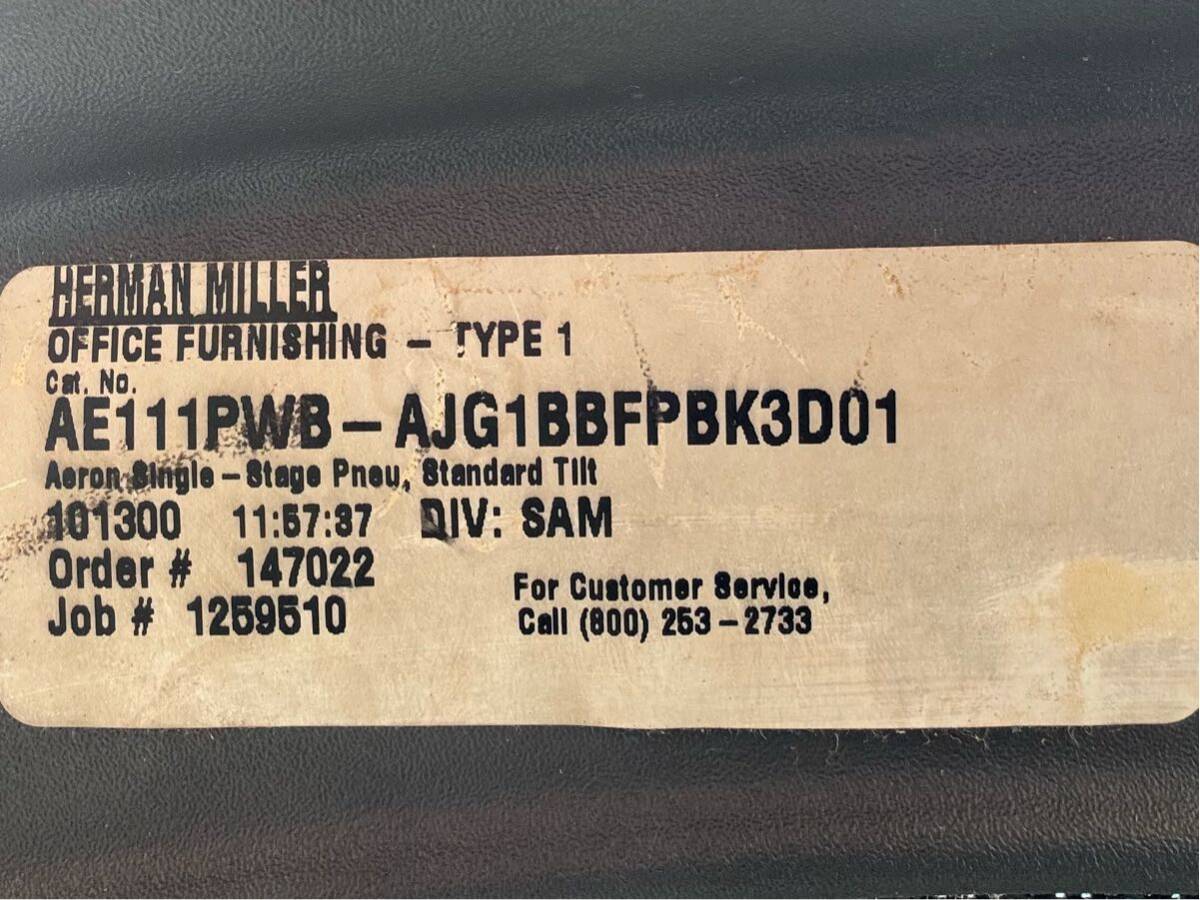 HERMAN MILLER
OFFICE FURNISHING – TYPE 1
Cat. No.
AE111PWB – AJG1BBFPBK3D01
Aeron Single – Stage Pneu, Standard Tilt
101300 11:57:37 DIV: SAM
Order # 147022
Job # 1259510
For Customer Service,
Call (800) 253 – 2733